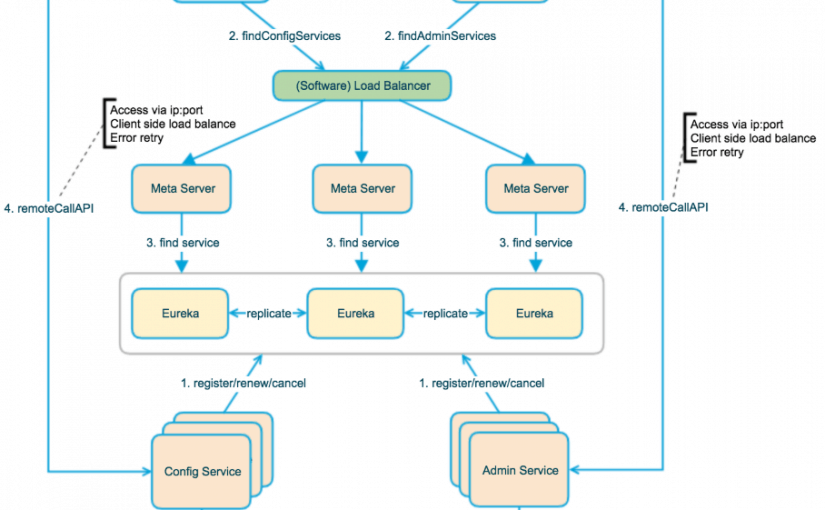 2. findConfigServices
2. findAdminServices
(Software) Load Balancer
Access via ip:port
Client side load balance
Error retry
Access via ip:port
Client side load balance
Error retry
Meta Server
Meta Server
Meta Server
4. remoteCallAPI
4. remoteCallAPI
3. find service
3. find service
3. find service
Eureka
replicate
Eureka
replicate
Eureka
1. register/renew/cancel
1. register/renew/cancel
Config Service
Admin Service